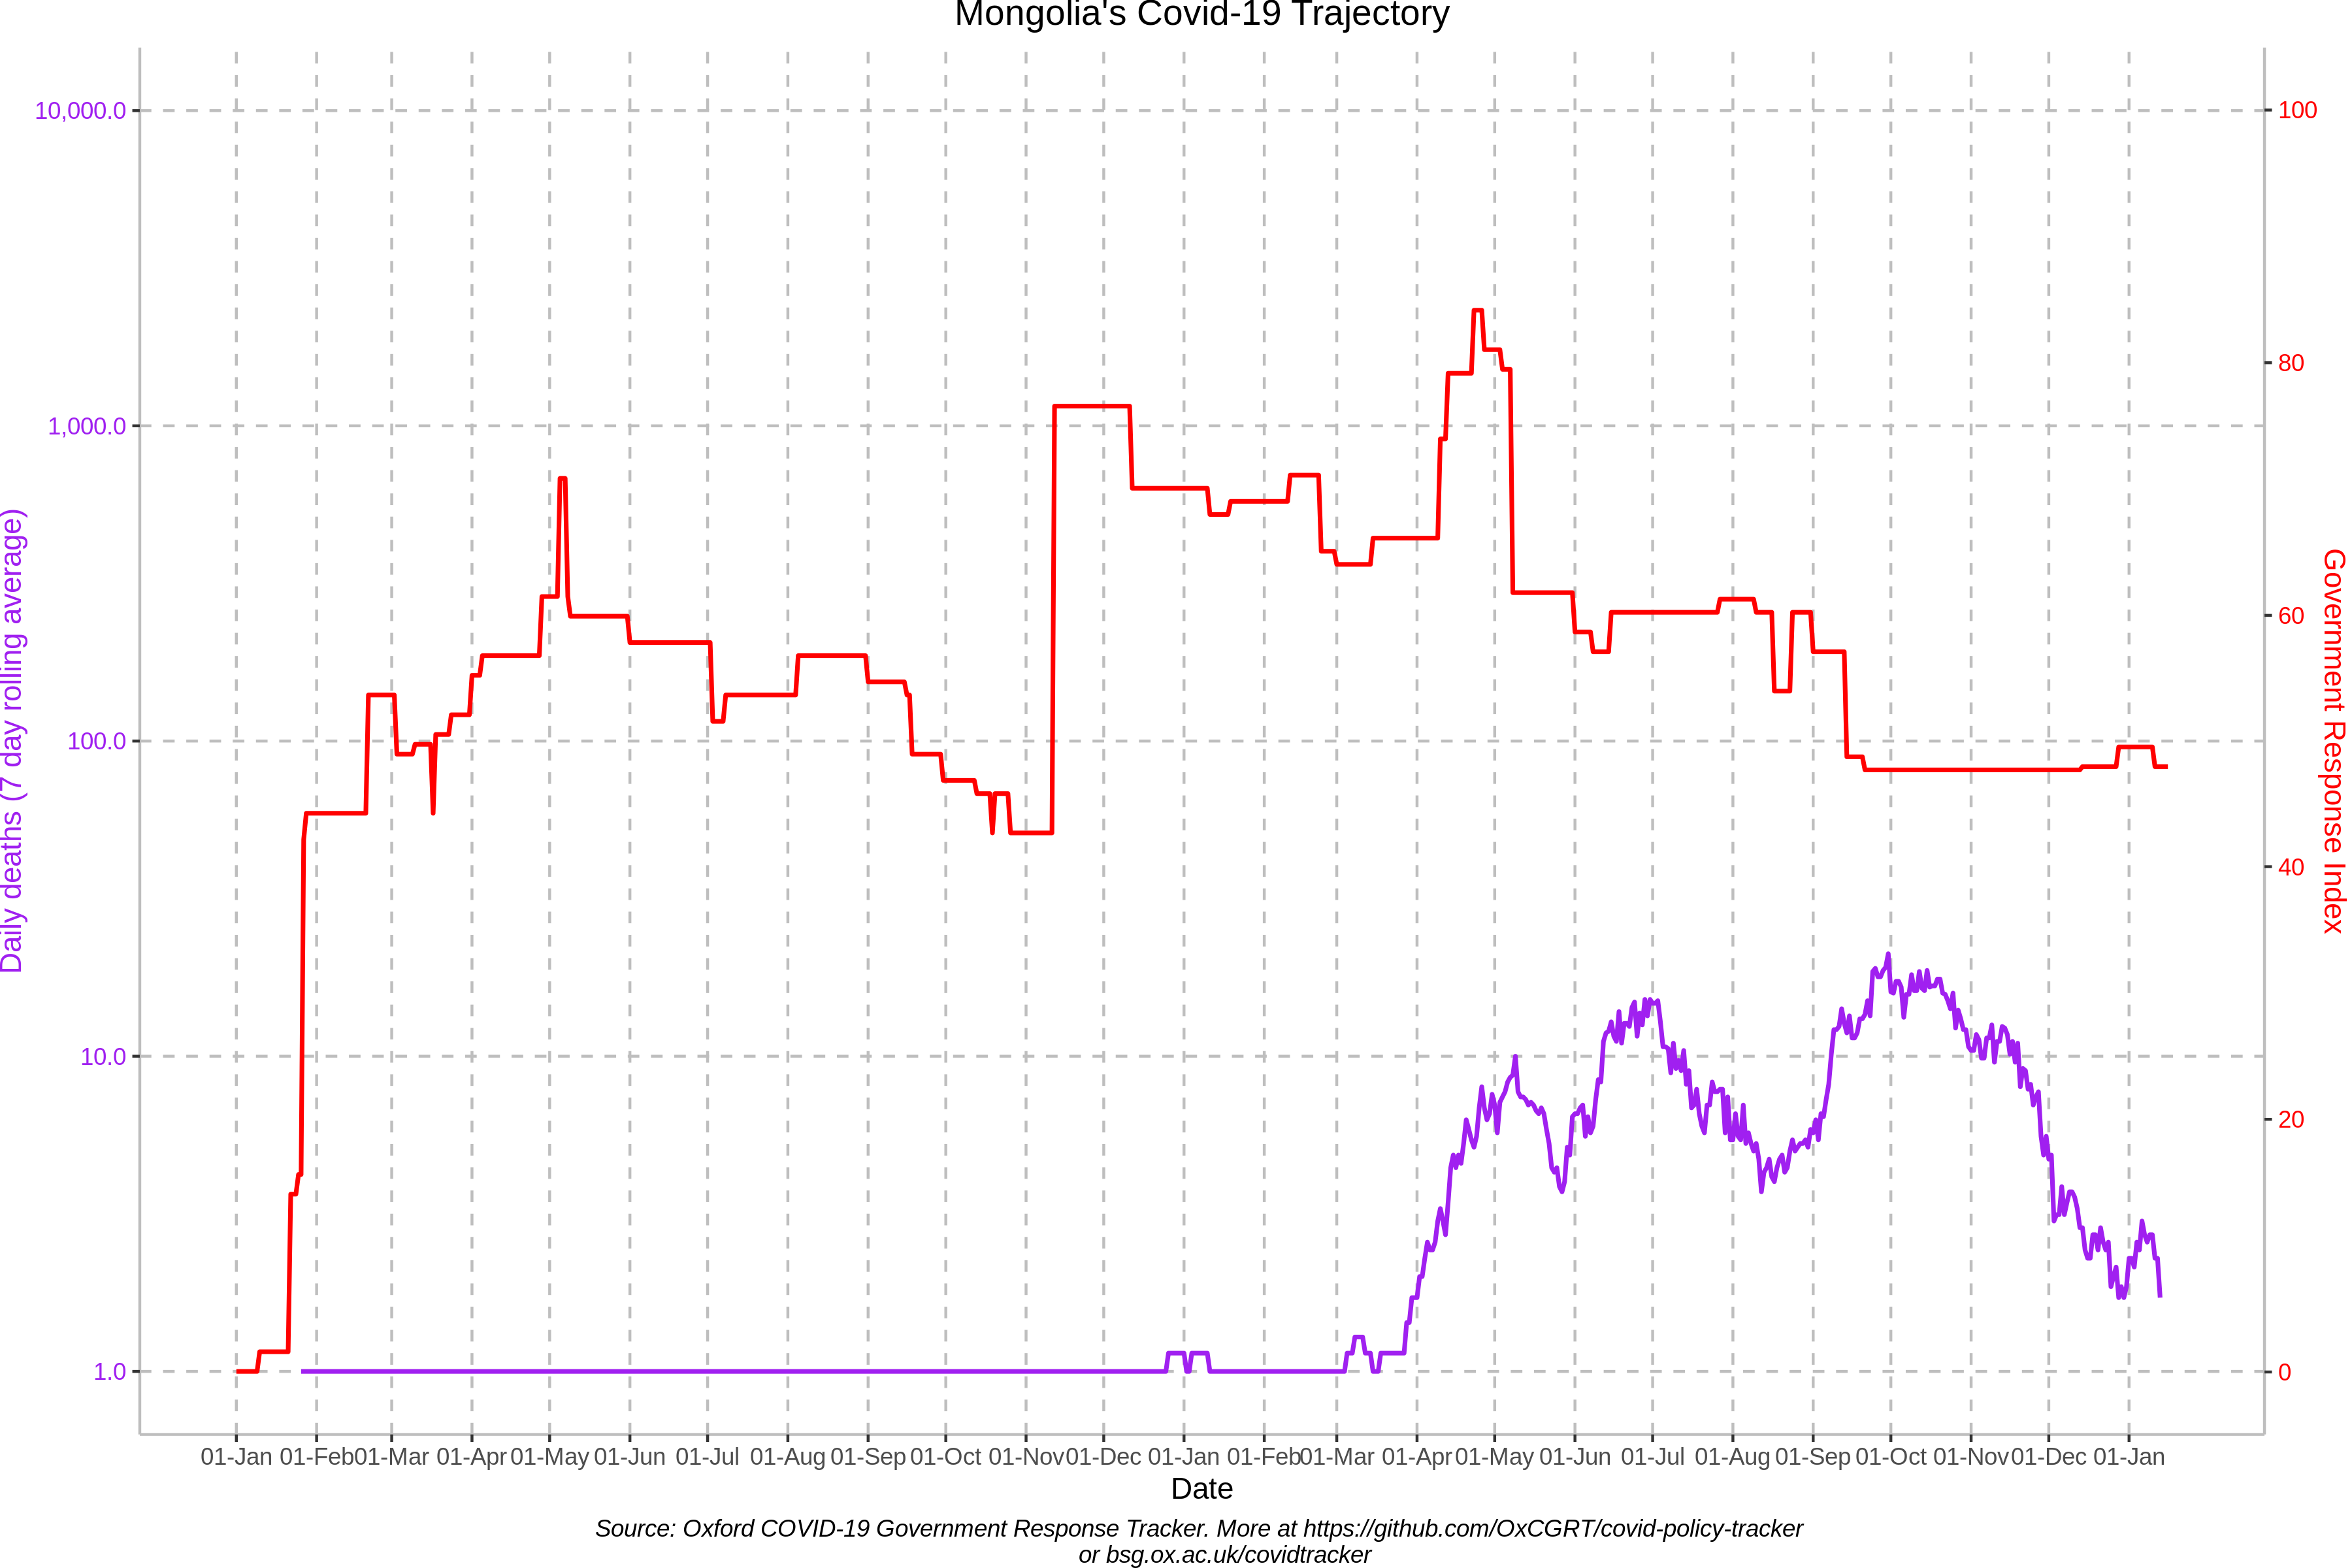 Mongolia's Covid-19 Trajectory
10,000.0
1,000.0
100.0
10.0
1.0
Daily deaths (7 day rolling average)
100
80
60
40
20
0
Government Response Index
01-Jan 01-Feb 01-Mar 01-Apr 01-May 01-Jun 01-Jul 01-Aug 01-Sep 01-Oct 01-Nov 01-Dec 01-Jan 01-Feb 01-Mar 01-Apr 01-May 01-Jun 01-Jul 01-Aug 01-Sep 01-Oct 01-Nov 01-Dec 01-Jan
Date
Source: Oxford COVID-19 Government Response Tracker. More at https://github.com/OxCGRT/covid-policy-tracker
or bsg.ox.ac.uk/covidtracker